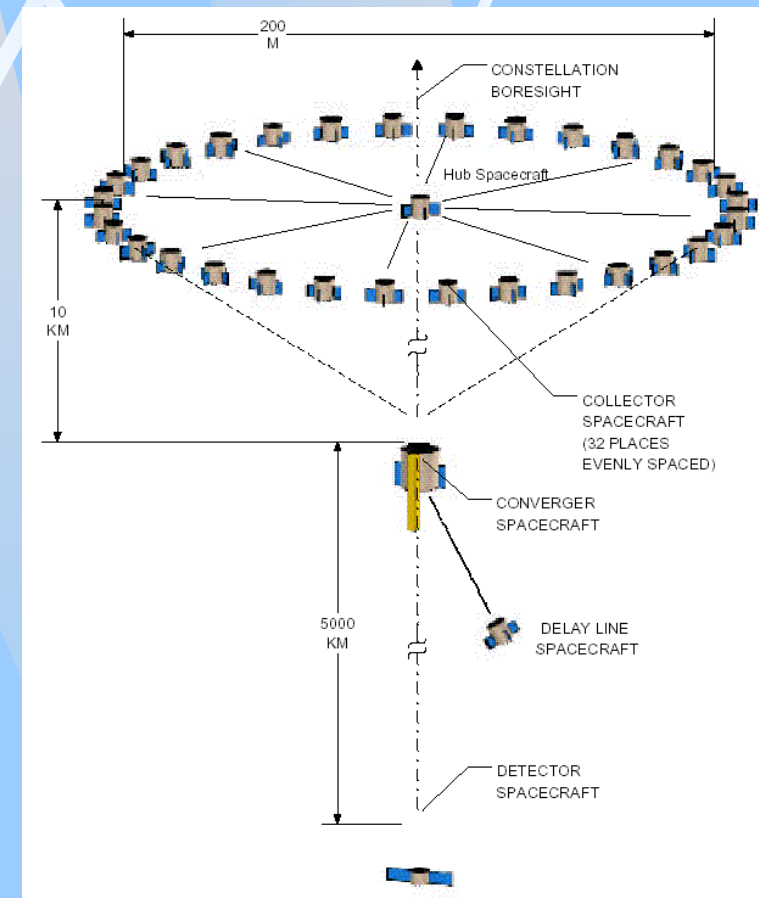 200
M
CONSTELLATION
BORESIGHT
Hub Spacecraft
10
KM
COLLECTOR
SPACECRAFT
(32 PLACES
EVENLY SPACED)
CONVERGER
SPACECRAFT
5000
KM
DELAY LINE
SPACECRAFT
DETECTOR
SPACECRAFT